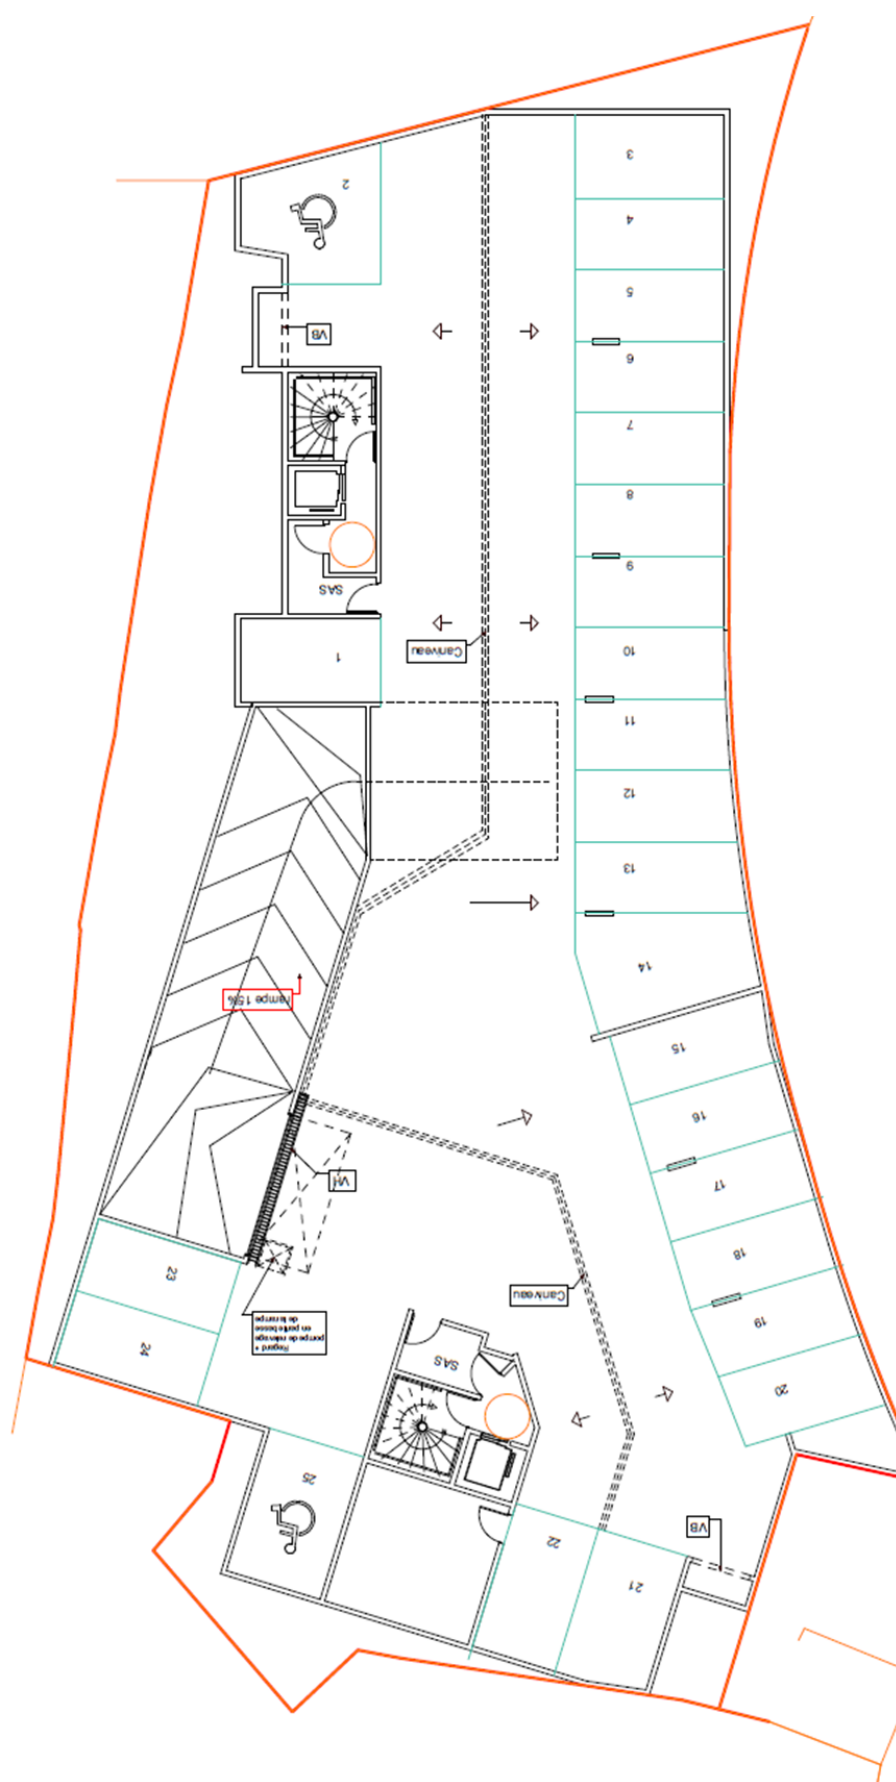 3
2
4
5
VB
6
7
8
9
SAS
10
Caniveau
1
11
12
13
14
rampe 15%
15
16
VH
17
18
23
Caniveau
19
Regard +
pompe de relevage
en partie basse
de la rampe
24
SAS
20
25
VB
22
21